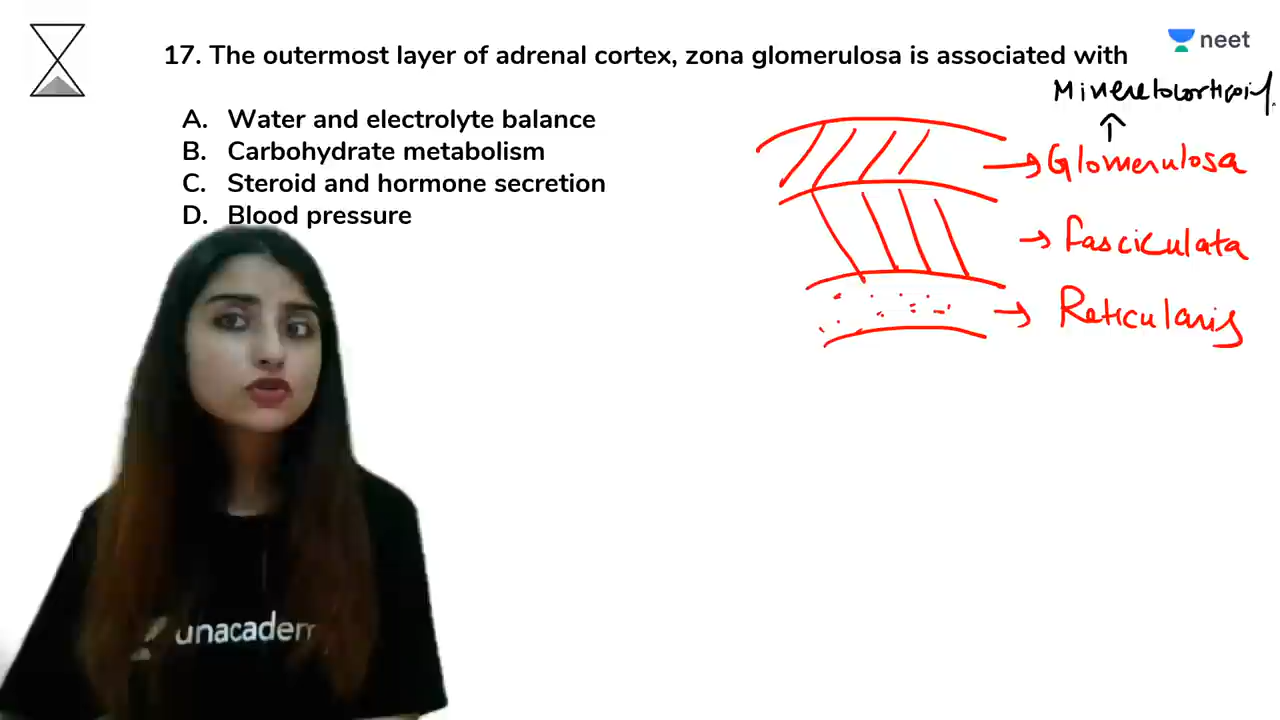 17. The outermost layer of adrenal cortex, zona glomerulosa is associated with
neet
A. Water and electrolyte balance
B. Carbohydrate metabolism
C. Steroid and hormone secretion
D. Blood pressure
Glomerulosa
Fasciculata
Reticularis
unacadem